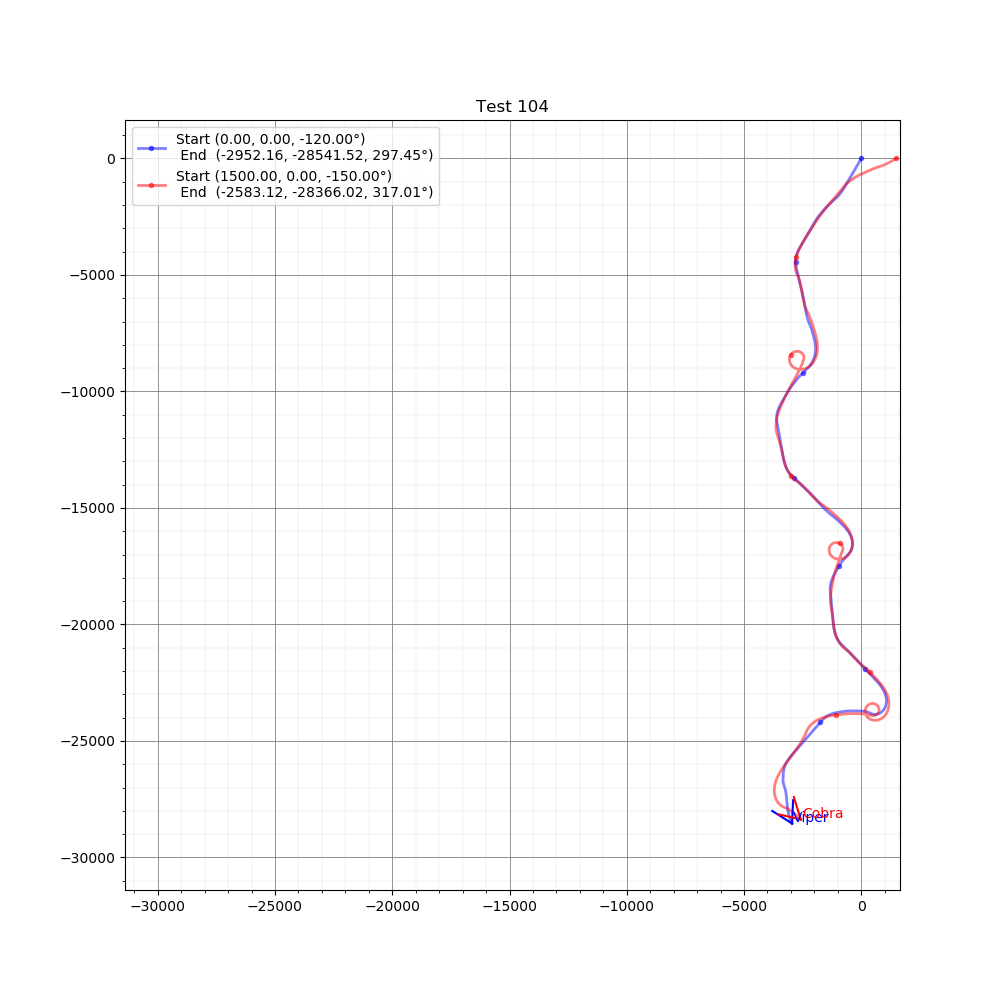 Test 104
Start (0.00, 0.00, -120.00°)
End (-2952.16, -28541.52, 297.45°)
Start (1500.00, 0.00, -150.00°)
End (-2583.12, -28366.02, 317.01°)
0
−5000
−10000
−15000
−20000
−25000
−30000
Cobra
−30000 −25000 −20000 −15000 −10000 −5000 0